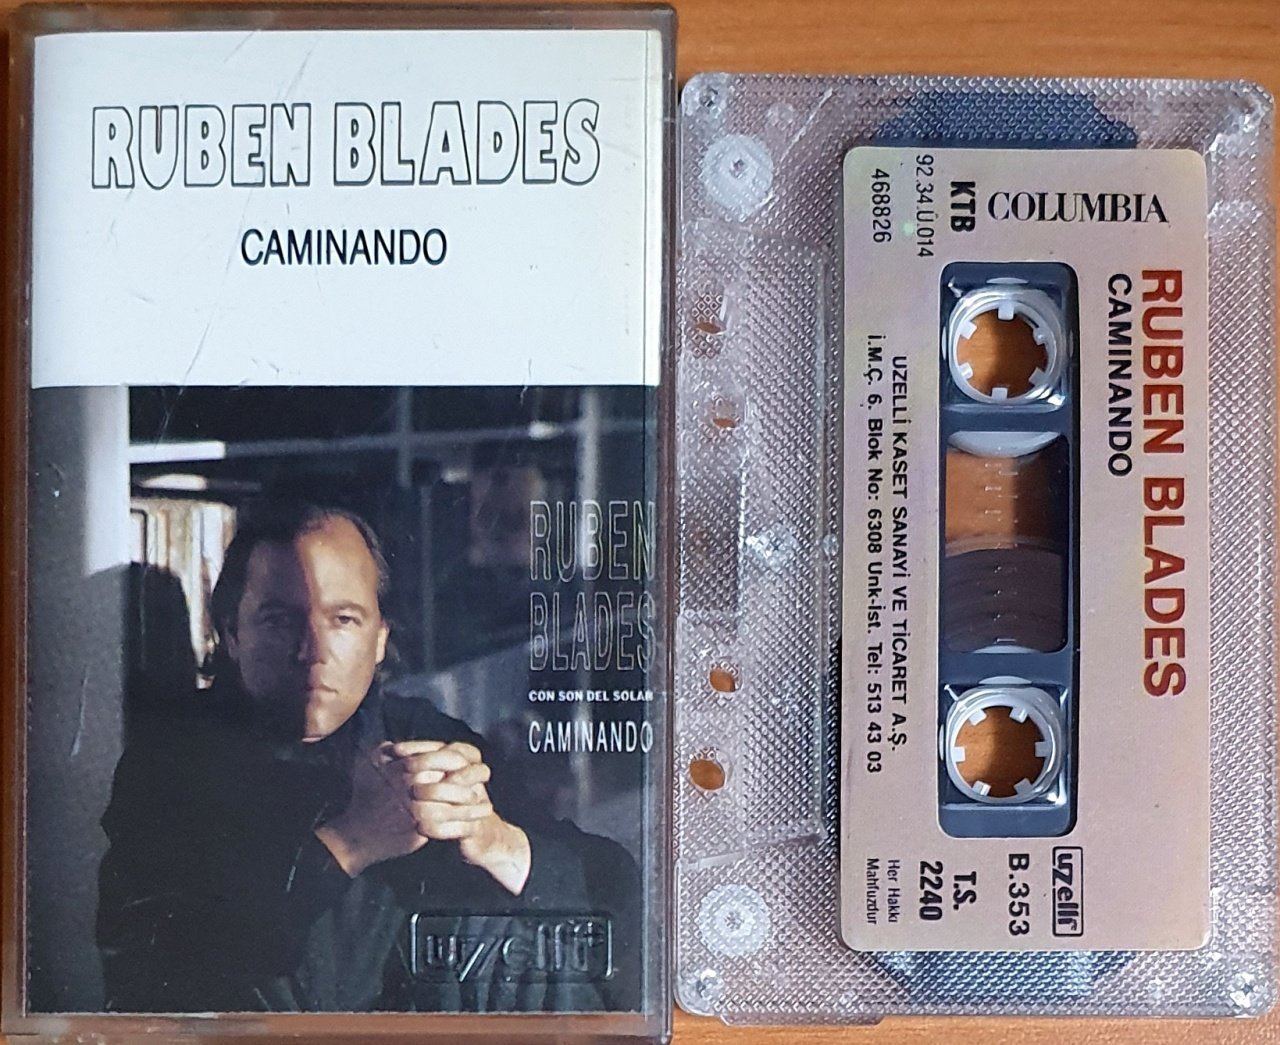 RUBEN BLADES
CAMINANDO
RUBEN
BLADES
CON SON DEL SOLAR
CAMINANDO
uzelli
RUBEN BLADES
CAMINANDO
COLUMBIA
KTB
92.34.Ü.014
468826
UZELLİ KASET SANAYİ VE TİCARET A.Ş.
İ.M.Ç. 6. Blok No: 6308 Unk-İst. Tel: 513 43 03
uzelli
B.353
T.S.
2240
Her Hakkı
Mahfuzdur